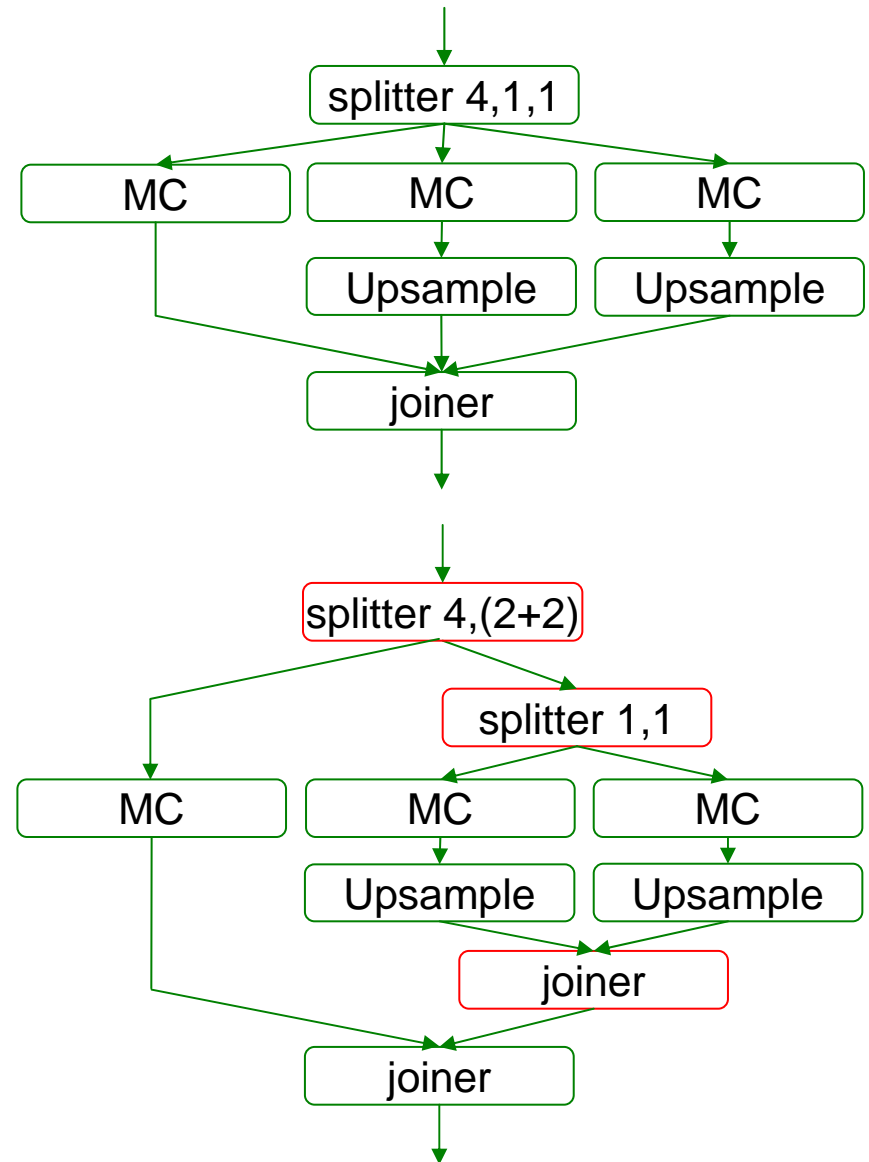 splitter 4,1,1
MC
MC
MC
Upsample
Upsample
joiner
splitter 4,(2+2)
splitter 1,1
MC
MC
MC
Upsample
Upsample
joiner
joiner